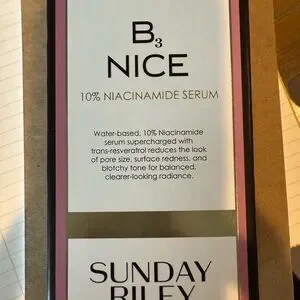 B3
NICE
10% NIACINAMIDE SERUM
Water-based, 10% Niacinamide
serum supercharged with
trans-resveratrol reduces the look
of pore size, surface redness, and
blotchy tone for balanced,
clearer-looking radiance.
SUNDAY
RILEY